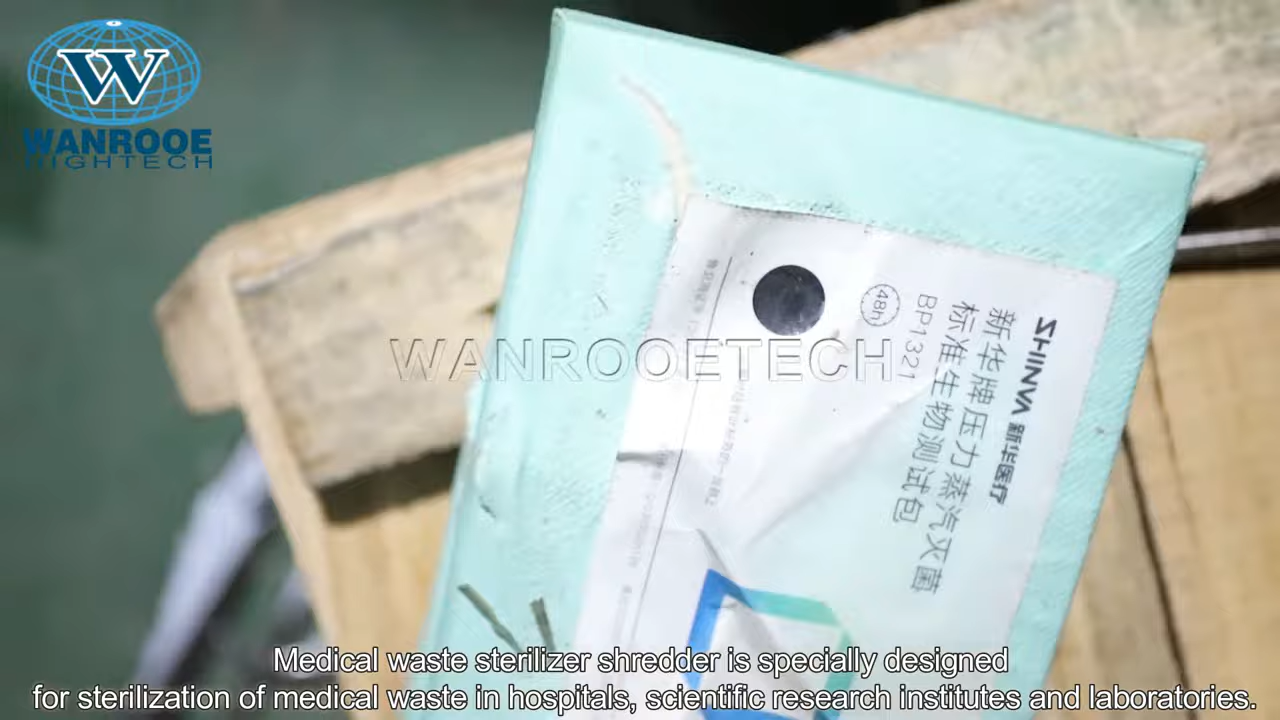 W
WANROOE
HIGHTECH
SHINVA 新华医疗
新华牌压力蒸汽灭菌
标准生物测试包
BP1321
48h
WANROOETECH
Medical waste sterilizer shredder is specially designed
for sterilization of medical waste in hospitals, scientific research institutes and laboratories.